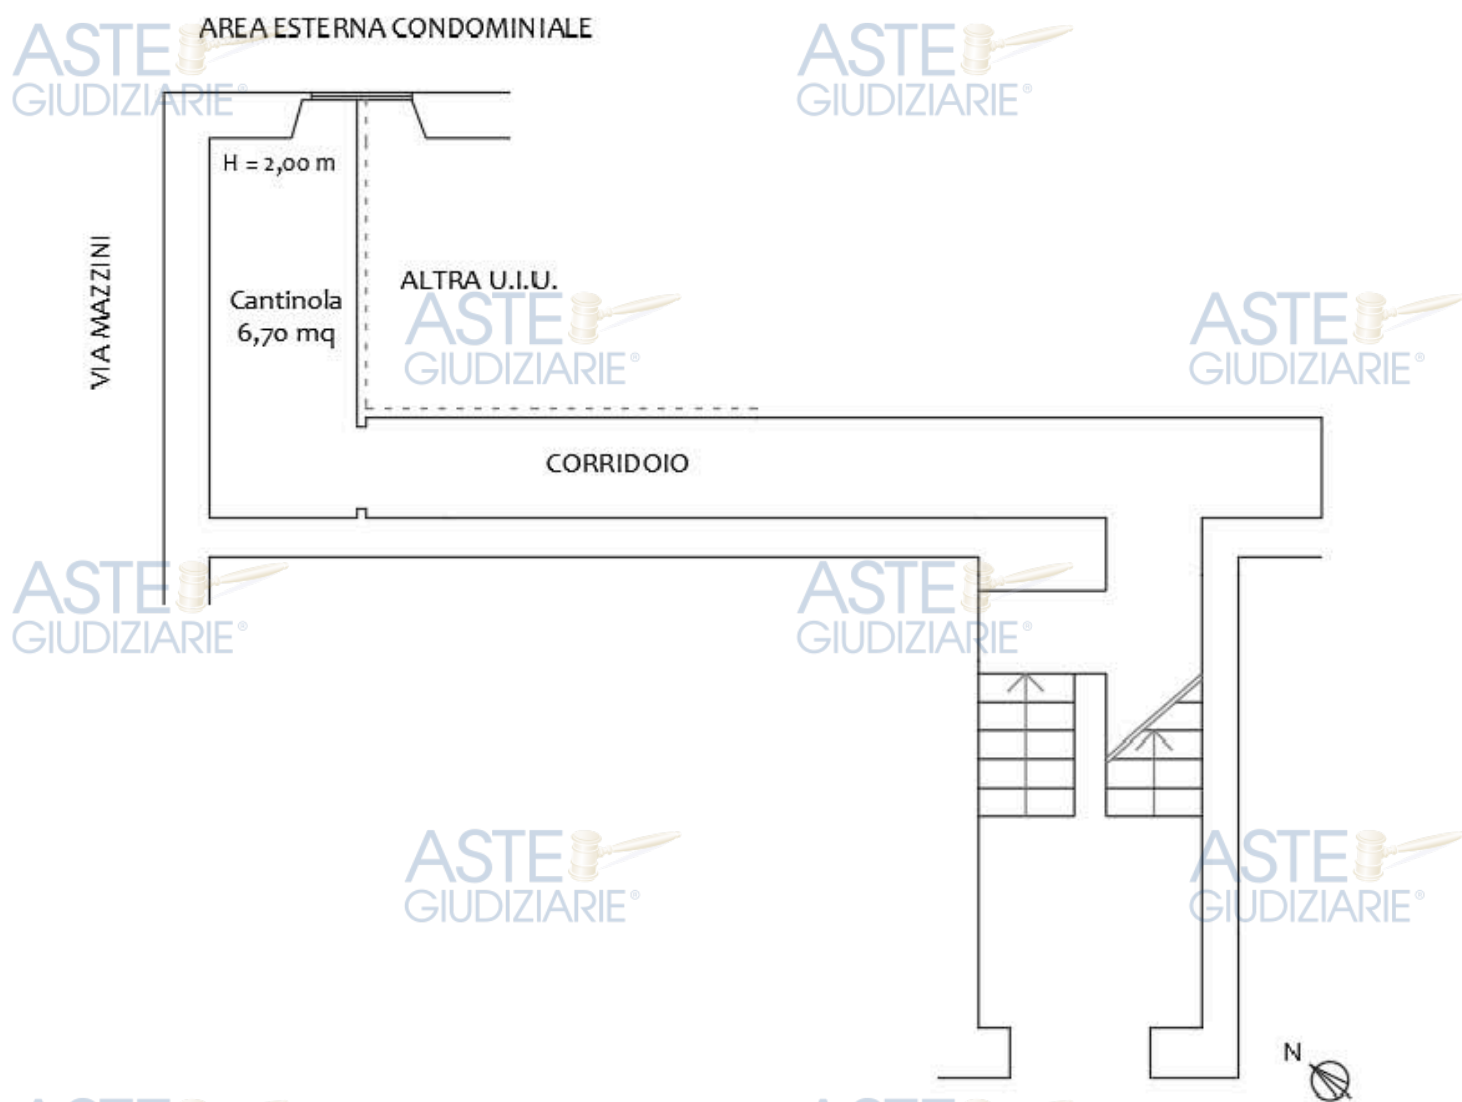 AREA ESTERNA CONDOMINIALE
ASTE
GIUDIZIARIE®
ASTE
GIUDIZIARIE®
H = 2,00 m
VIA MAZZINI
ALTRA U.I.U.
Cantinola
6,70 mq
ASTE
GIUDIZIARIE®
ASTE
GIUDIZIARIE®
CORRIDOIO
ASTE
GIUDIZIARIE®
ASTE
GIUDIZIARIE®
ASTE
GIUDIZIARIE®
ASTE
GIUDIZIARIE®
N